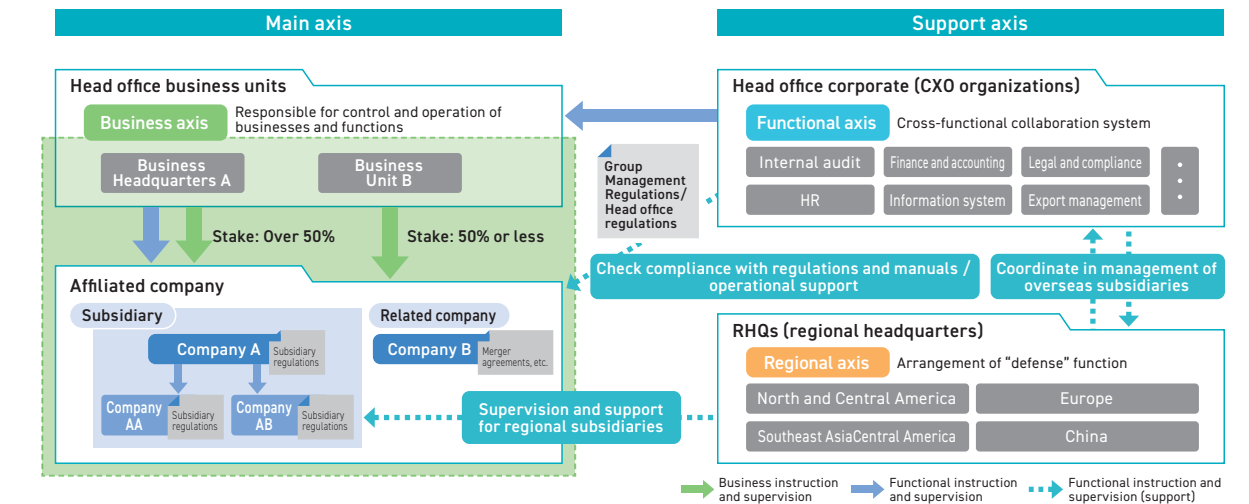 Main axis
Support axis
Head office business units
Business axis
Responsible for control and operation of
businesses and functions
Business
Headquarters A
Business
Unit B
Stake: Over 50%
Stake: 50% or less
Affiliated company
Subsidiary
Company A
Subsidiary
regulations
Company
AA
Subsidiary
regulations
Company
AB
Subsidiary
regulations
Related company
Company B
Merger
agreements, etc.
Group
Management
Regulations/
Head office
regulations
Head office corporate (CXO organizations)
Functional axis
Cross-functional collaboration system
Internal audit
Finance and accounting
Legal and compliance
HR
Information system
Export management
Check compliance with regulations and manuals /
operational support
Coordinate in management of
overseas subsidiaries
RHQs (regional headquarters)
Regional axis
Arrangement of “defense” function
North and Central America
Europe
Southeast AsiaCentral America
China
Supervision and support
for regional subsidiaries
Business instruction
and supervision
Functional instruction
and supervision
Functional instruction and
supervision (support)